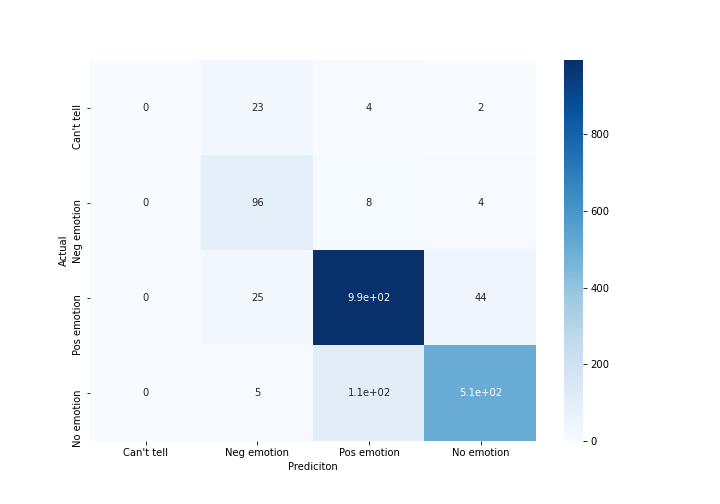 Can't tell
0
23
4
2
Neg emotion
0
96
8
4
Actual
Pos emotion
0
25
9.9e+02
44
No emotion
0
5
1.1e+02
5.1e+02
Can't tell
Neg emotion
Pos emotion
No emotion
Prediciton
800
600
400
200
0